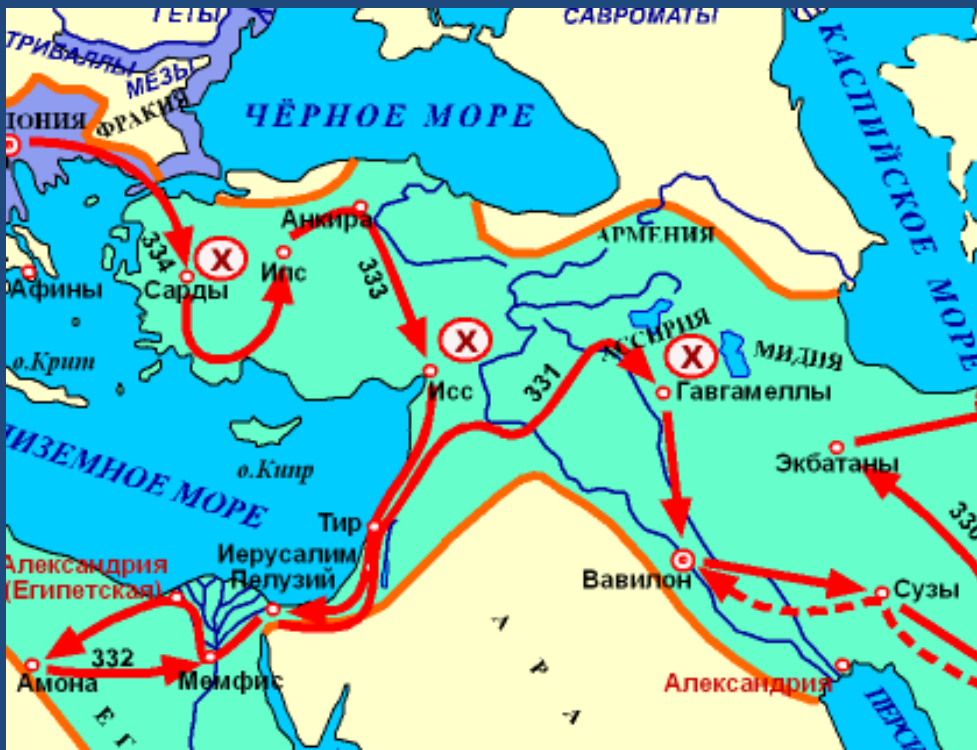 ГЕТЫ
САВРОМАТЫ
ТРИБАЛЛЫ
МЕЗЫ
ДОНИЯ
ФРАКИЯ
ЧЁРНОЕ МОРЕ
КАСПИЙСКОЕ МОРЕ
Анкира
334
333
АРМЕНИЯ
X
Ипс
Сарды
Афины
о.Крит
X
Исс
АССИРИЯ
X
МИДИЯ
331
Гавгамеллы
ИЗЕМНОЕ МОРЕ
о.Кипр
Экбатаны
330
Тир
Иерусалим
Пелузий
Александрия
(Египетская)
Вавилон
Сузы
332
Амона
Мемфис
Александрия
А
Р
А
Е
Г
ПЕРСИ